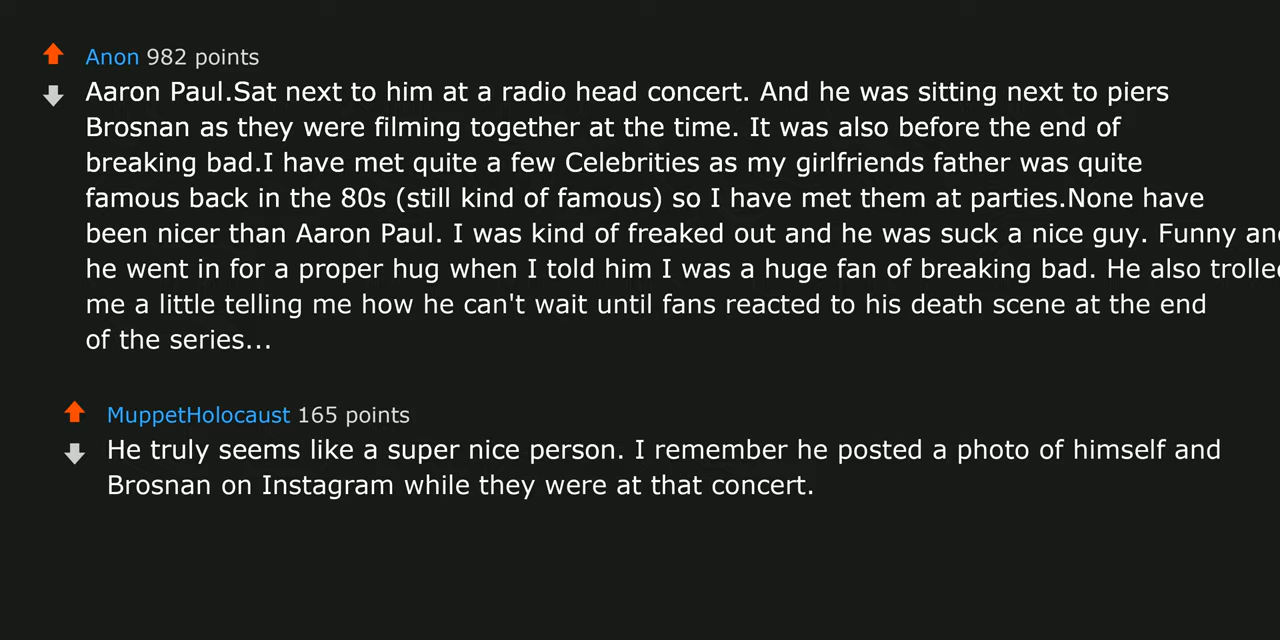 Anon 982 points
Aaron Paul.Sat next to him at a radio head concert. And he was sitting next to piers
Brosnan as they were filming together at the time. It was also before the end of
breaking bad.I have met quite a few Celebrities as my girlfriends father was quite
famous back in the 80s (still kind of famous) so I have met them at parties.None have
been nicer than Aaron Paul. I was kind of freaked out and he was suck a nice guy. Funny an
he went in for a proper hug when I told him I was a huge fan of breaking bad. He also trolle
me a little telling me how he can't wait until fans reacted to his death scene at the end
of the series...
MuppetHolocaust 165 points
He truly seems like a super nice person. I remember he posted a photo of himself and
Brosnan on Instagram while they were at that concert.